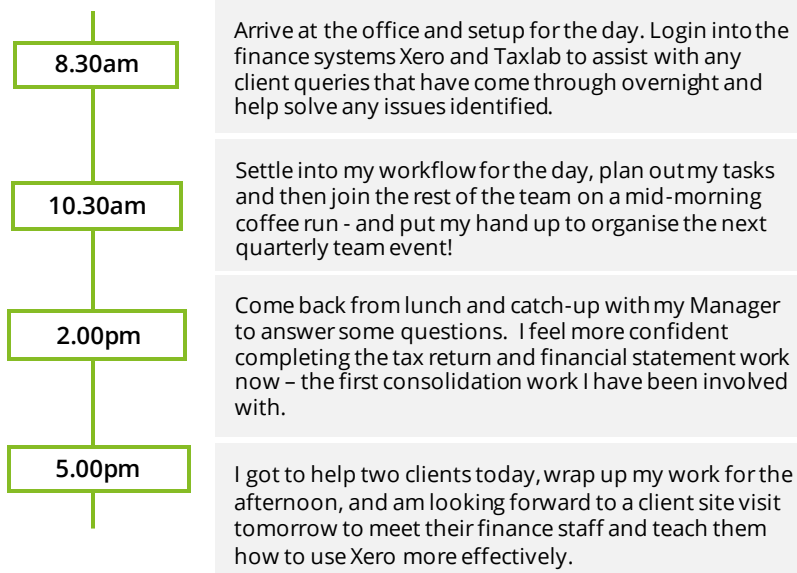 8.30am
Arrive at the office and setup for the day. Login into the
finance systems Xero and Taxlab to assist with any
client queries that have come through overnight and
help solve any issues identified.
10.30am
Settle into my workflow for the day, plan out my tasks
and then join the rest of the team on a mid-morning
coffee run - and put my hand up to organise the next
quarterly team event!
2.00pm
Come back from lunch and catch-up with my Manager
to answer some questions.  I feel more confident
completing the tax return and financial statement work
now – the first consolidation work I have been involved
with.
5.00pm
I got to help two clients today, wrap up my work for the
afternoon, and am looking forward to a client site visit
tomorrow to meet their finance staff and teach them
how to use Xero more effectively.